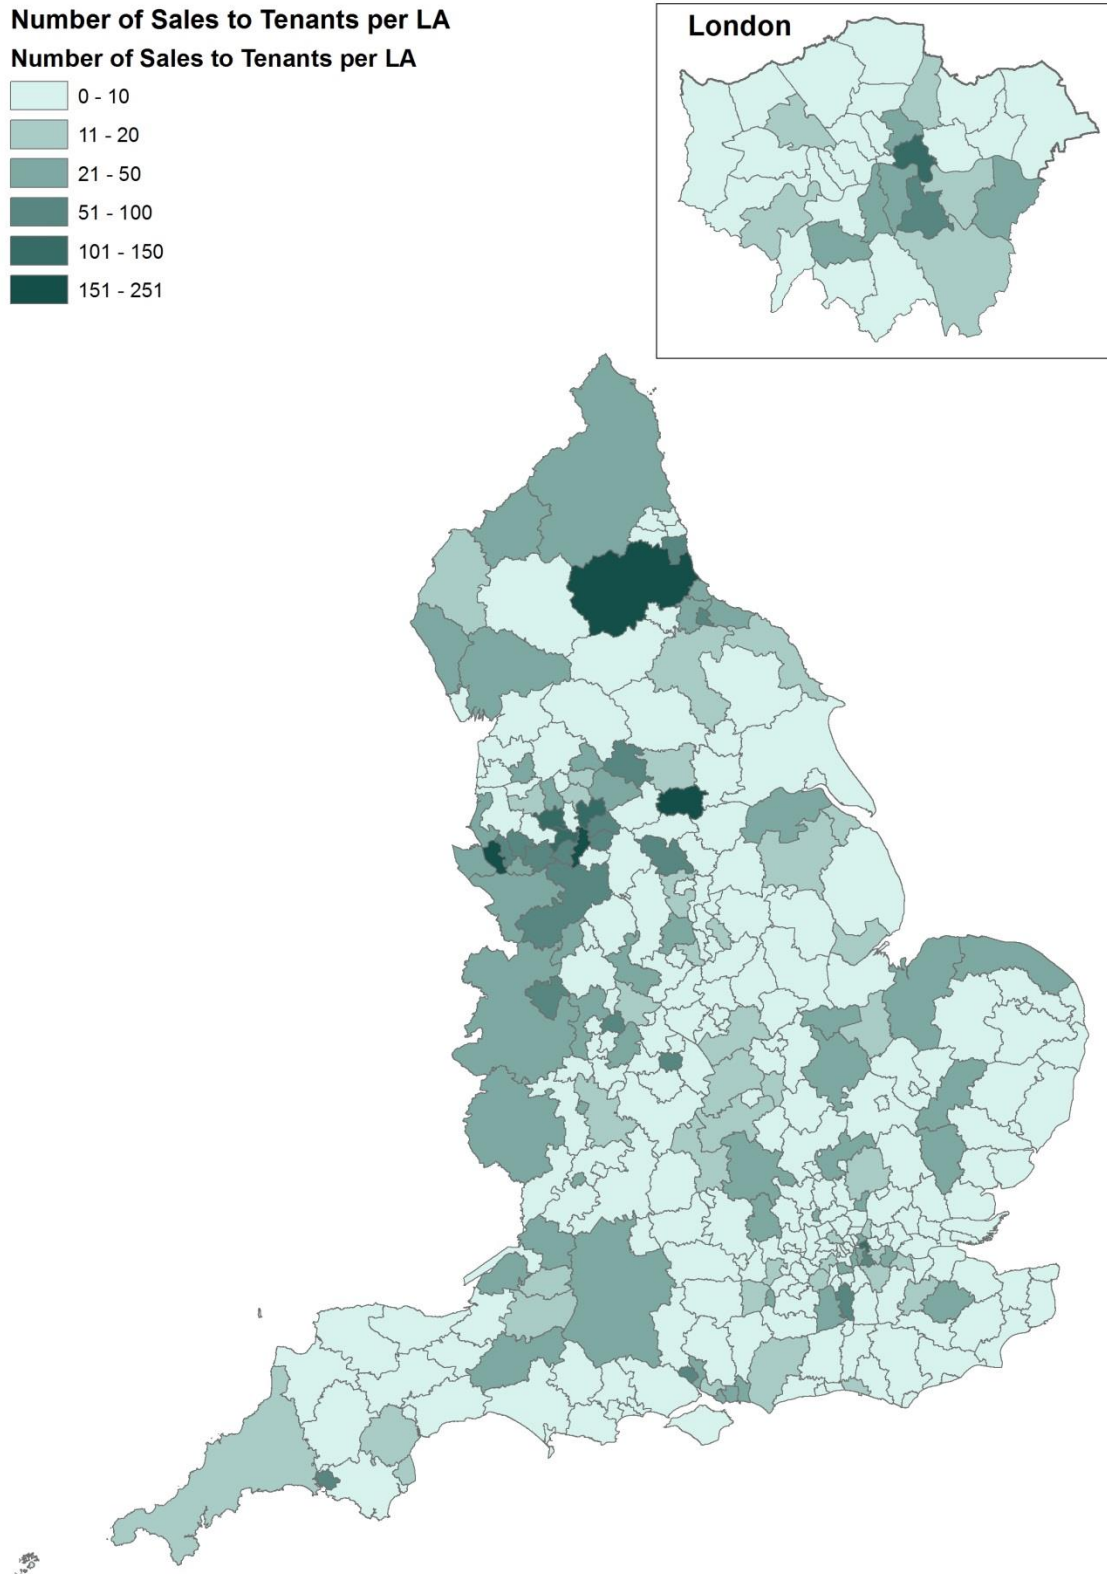 Number of Sales to Tenants per LA
Number of Sales to Tenants per LA
0 - 10
11 - 20
21 - 50
51 - 100
101 - 150
151 - 251
London